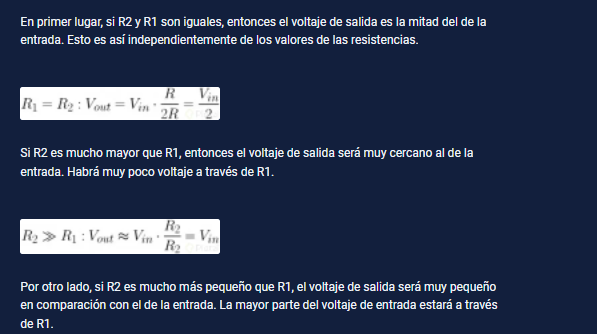 En primer lugar, si R2 y R1 son iguales, entonces el voltaje de salida es la mitad del de la
entrada. Esto es así independientemente de los valores de las resistencias.
R₁ = R₂ : Vout = Vin · R/2R = Vin/2
Si R2 es mucho mayor que R1, entonces el voltaje de salida será muy cercano al de la
entrada. Habrá muy poco voltaje a través de R1.
R₂ ≫ R₁ : Vout ≈ Vin · R₂/R₂ = Vin
Por otro lado, si R2 es mucho más pequeño que R1, el voltaje de salida será muy pequeño
en comparación con el de la entrada. La mayor parte del voltaje de entrada estará a través
de R1.